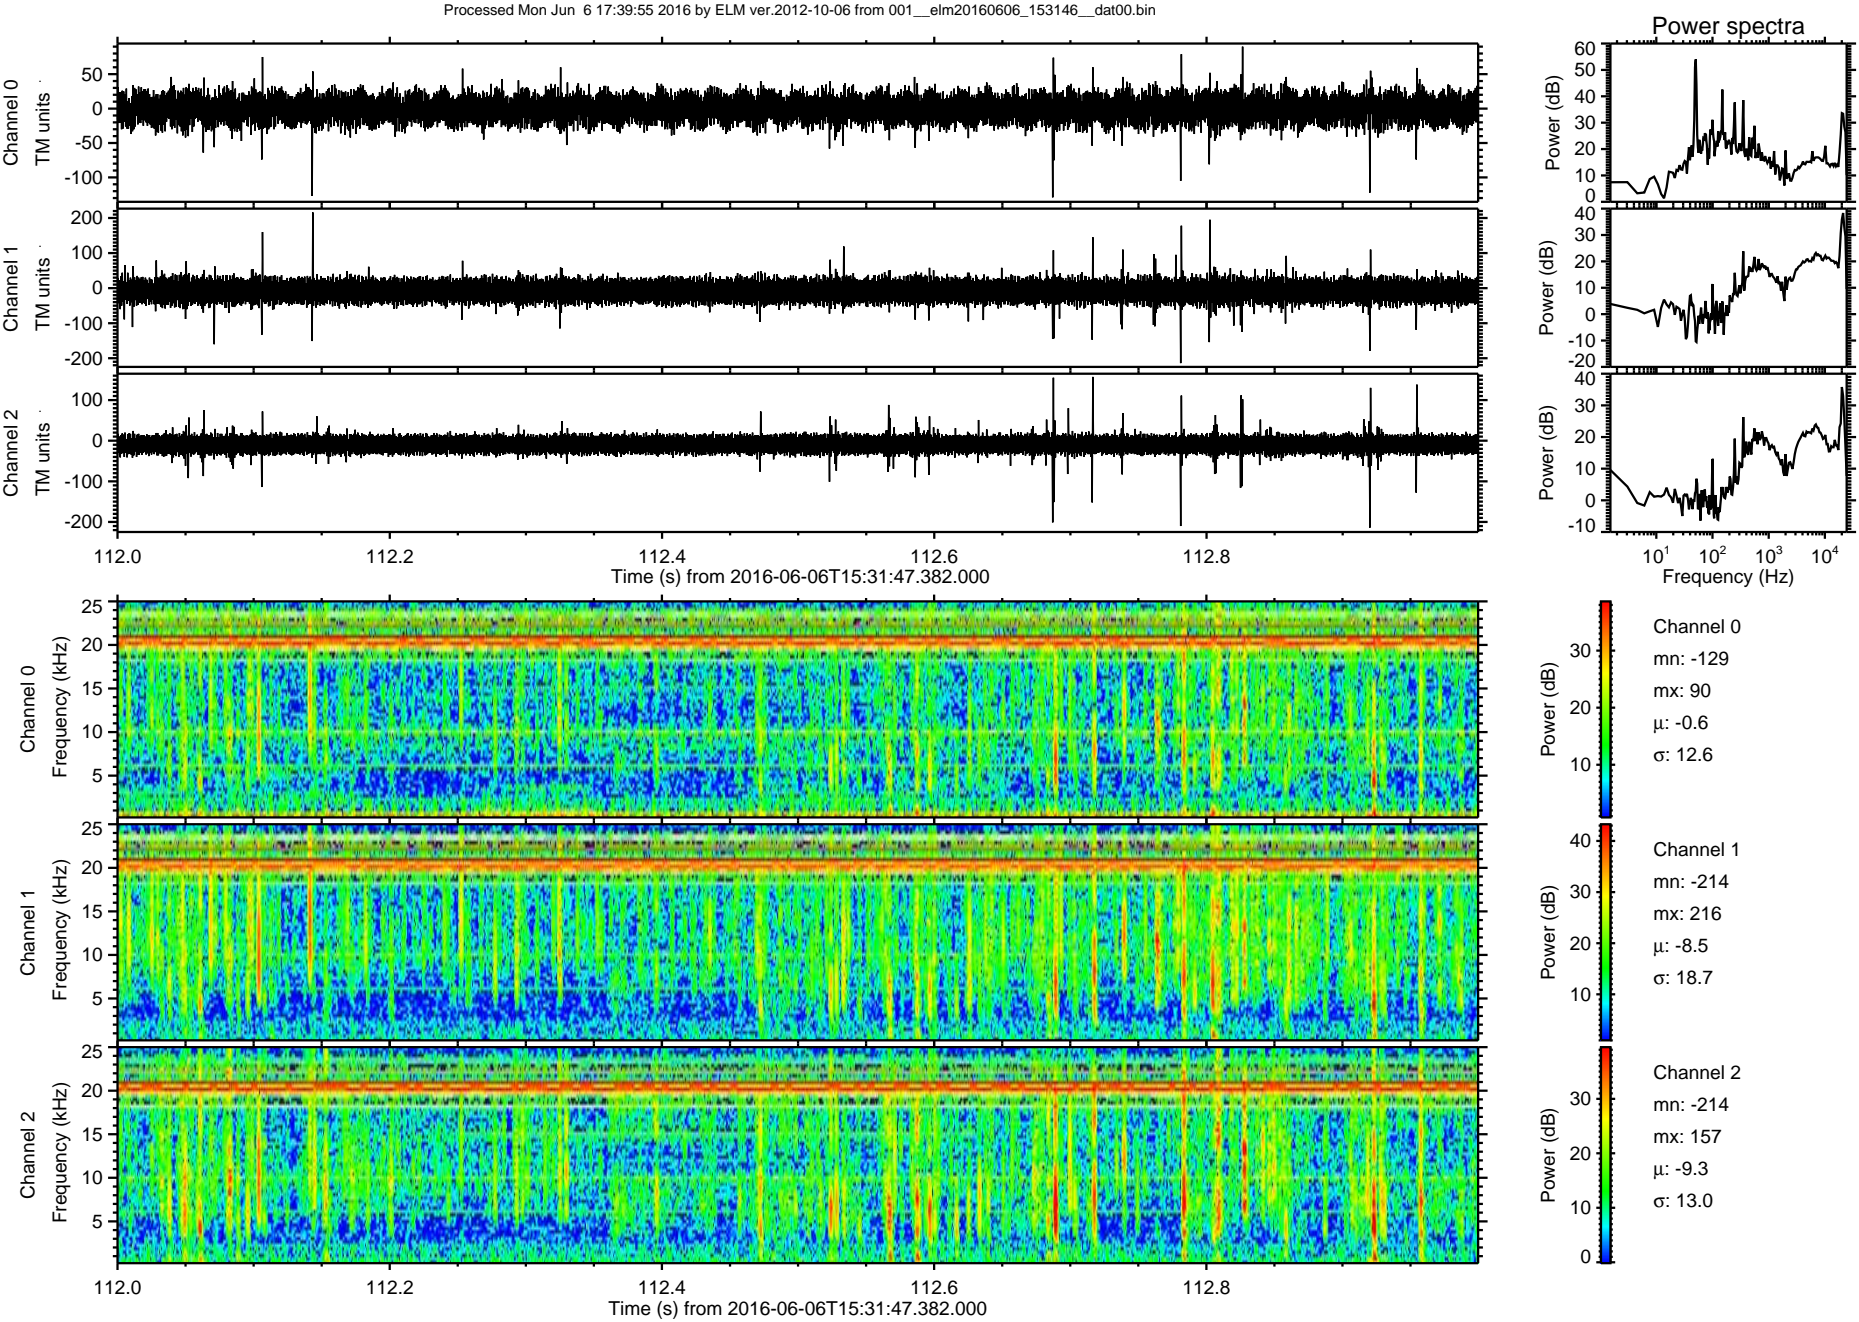 Processed Mon Jun 6 17:39:55 2016 by ELM ver.2012-10-06 from 001__elm20160606_153146__dat00.bin
Power spectra
Channel 0
TM units
50
0
-50
-100
Power (dB)
60
50
40
30
20
10
0
Channel 1
TM units
200
100
0
-100
-200
Power (dB)
40
30
20
10
0
-10
-20
Channel 2
TM units
100
0
-100
-200
Power (dB)
40
30
20
10
0
-10
112.0 112.2 112.4 112.6 112.8
Time (s) from 2016-06-06T15:31:47.382.000
10¹ 10² 10³ 10⁴
Frequency (Hz)
Channel 0
Frequency (kHz)
25
20
15
10
5
Power (dB)
30
20
10
Channel 0
mn: -129
mx: 90
μ: -0.6
σ: 12.6
Channel 1
Frequency (kHz)
25
20
15
10
5
Power (dB)
40
30
20
10
Channel 1
mn: -214
mx: 216
μ: -8.5
σ: 18.7
Channel 2
Frequency (kHz)
25
20
15
10
5
Power (dB)
30
20
10
0
Channel 2
mn: -214
mx: 157
μ: -9.3
σ: 13.0
112.0 112.2 112.4 112.6 112.8
Time (s) from 2016-06-06T15:31:47.382.000